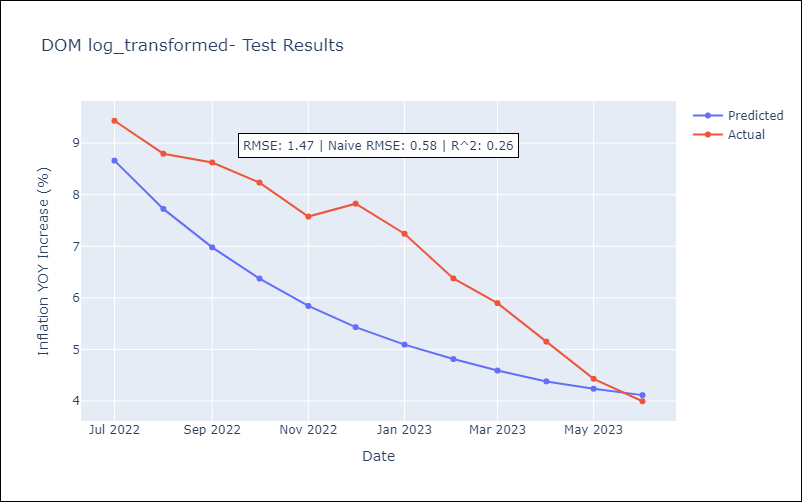 DOM log_transformed- Test Results
Predicted
Actual
RMSE: 1.47 | Naive RMSE: 0.58 | R^2: 0.26
Inflation YOY Increase (%)
9
8
7
6
5
4
Jul 2022
Sep 2022
Nov 2022
Jan 2023
Mar 2023
May 2023
Date